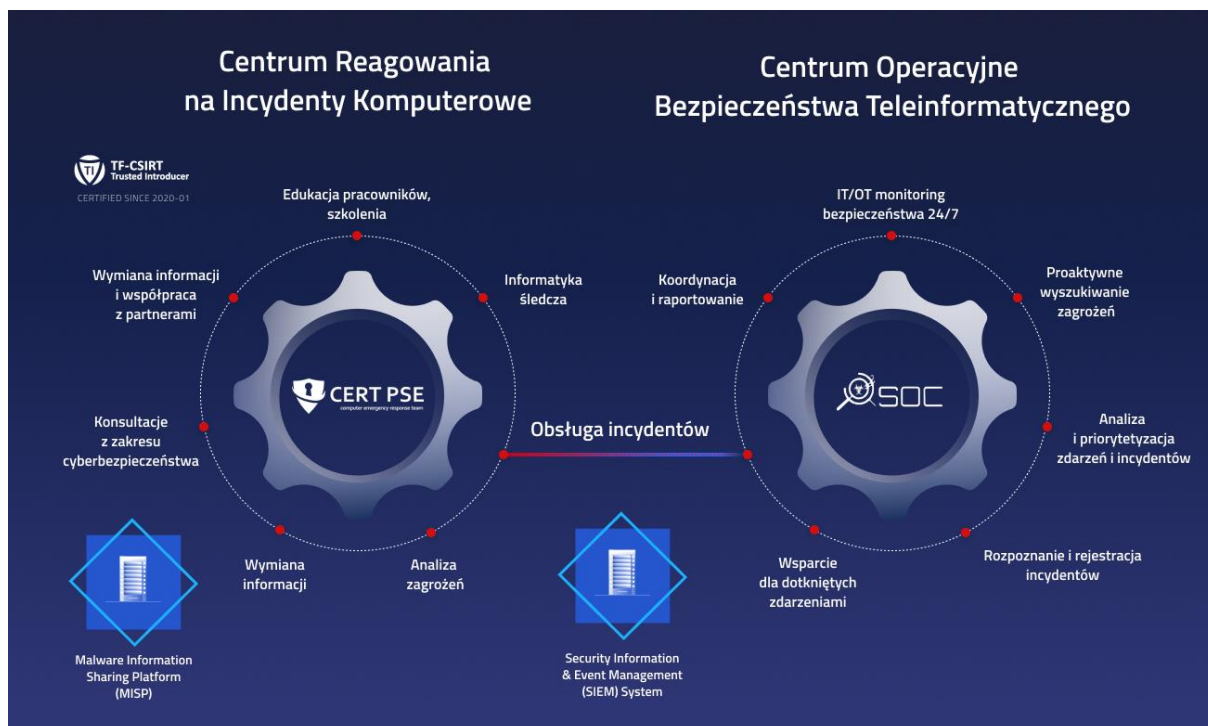 Centrum Reagowania
na Incydenty Komputerowe
Centrum Operacyjne
Bezpieczeństwa Teleinformatycznego
TI
TF-CSIRT
Trusted Introducer
CERTIFIED SINCE 2020-01
Edukacja pracowników,
szkolenia
Wymiana informacji
i współpraca
z partnerami
Informatyka
śledcza
CERT PSE
computer emergency response team
Konsultacje
z zakresu
cyberbezpieczeństwa
Wymiana
informacji
Analiza
zagrożeń
Obsługa incydentów
IT/OT monitoring
bezpieczeństwa 24/7
Koordynacja
i raportowanie
Proaktywne
wyszukiwanie
zagrożeń
SOC
Analiza
i priorytetyzacja
zdarzeń i incydentów
Wsparcie
dla dotkniętych
zdarzeniami
Rozpoznanie i rejestracja
incydentów
Malware Information
Sharing Platform
(MISP)
Security Information
& Event Management
(SIEM) System